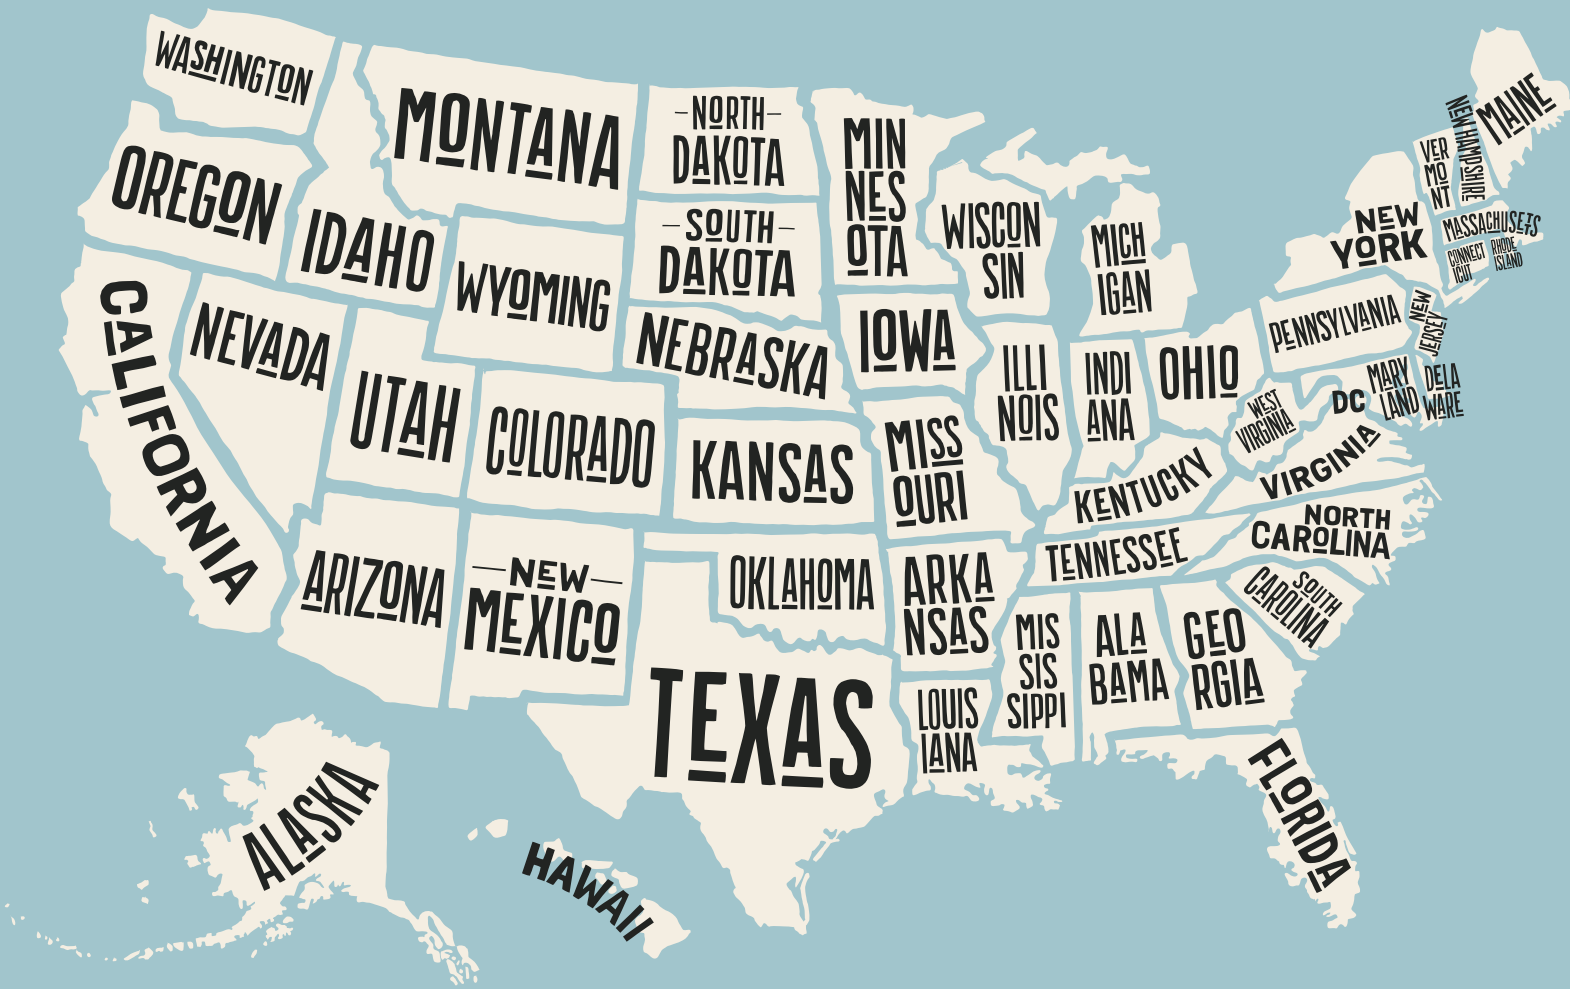 WASHINGTON
OREGON
CALIFORNIA
IDAHO
NEVADA
MONTANA
WYOMING
UTAH
ARIZONA
COLORADO
NEW
MEXICO
NORTH
DAKOTA
SOUTH
DAKOTA
NEBRASKA
KANSAS
OKLAHOMA
TEXAS
MIN
NES
OTA
IOWA
MISS
OURI
ARKA
NSAS
LOUIS
IANA
WISCON
SIN
ILLI
NOIS
MICH
IGAN
INDI
ANA
OHIO
KENTUCKY
TENNESSEE
MIS
SIS
SIPPI
ALA
BAMA
GEO
RGIA
FLORIDA
SOUTH
CAROLINA
NORTH
CAROLINA
VIRGINIA
WEST
VIRGINIA
DC
MARY
LAND
DELA
WARE
PENNSYLVANIA
NEW
JERSEY
NEW
YORK
CONNECT
ICUT
RHODE
ISLAND
MASSACHUSETS
VER
MO
NT
NEW HAMPSHIRE
MAINE
ALASKA
HAWAII